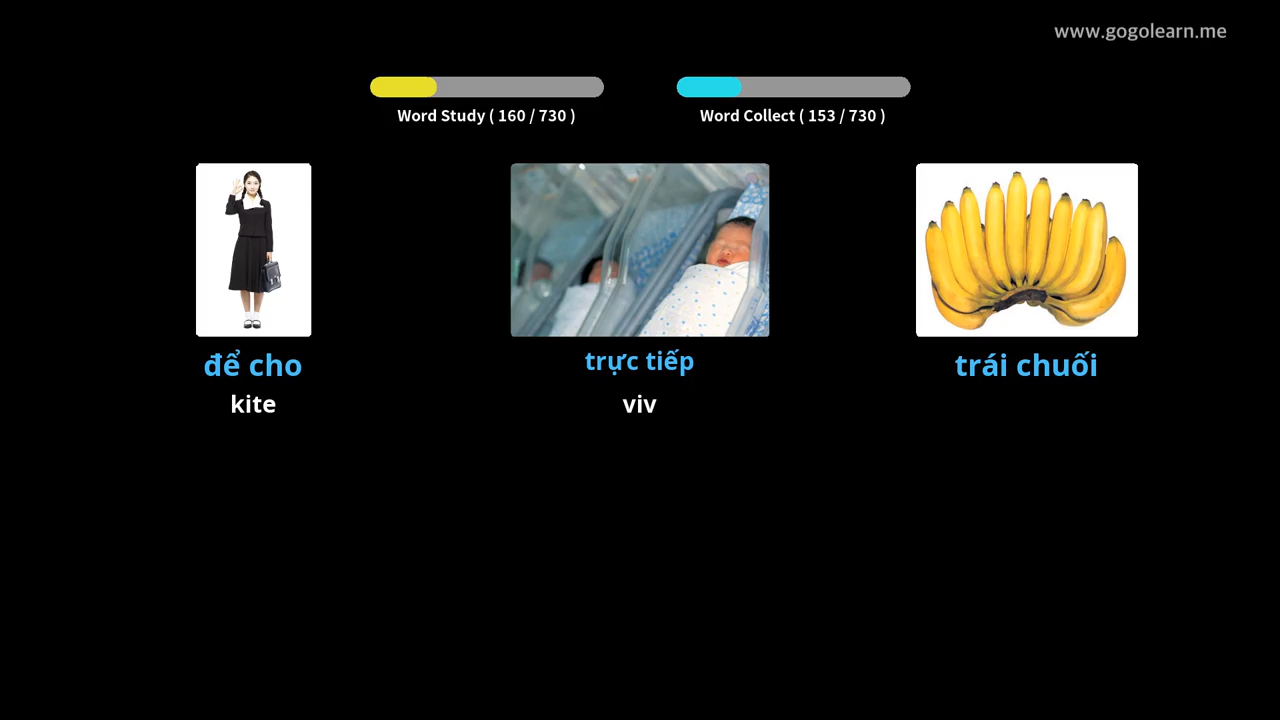 www.gogolearn.me
Word Study ( 160 / 730 )
Word Collect ( 153 / 730 )
để cho
kite
trực tiếp
viv
trái chuối